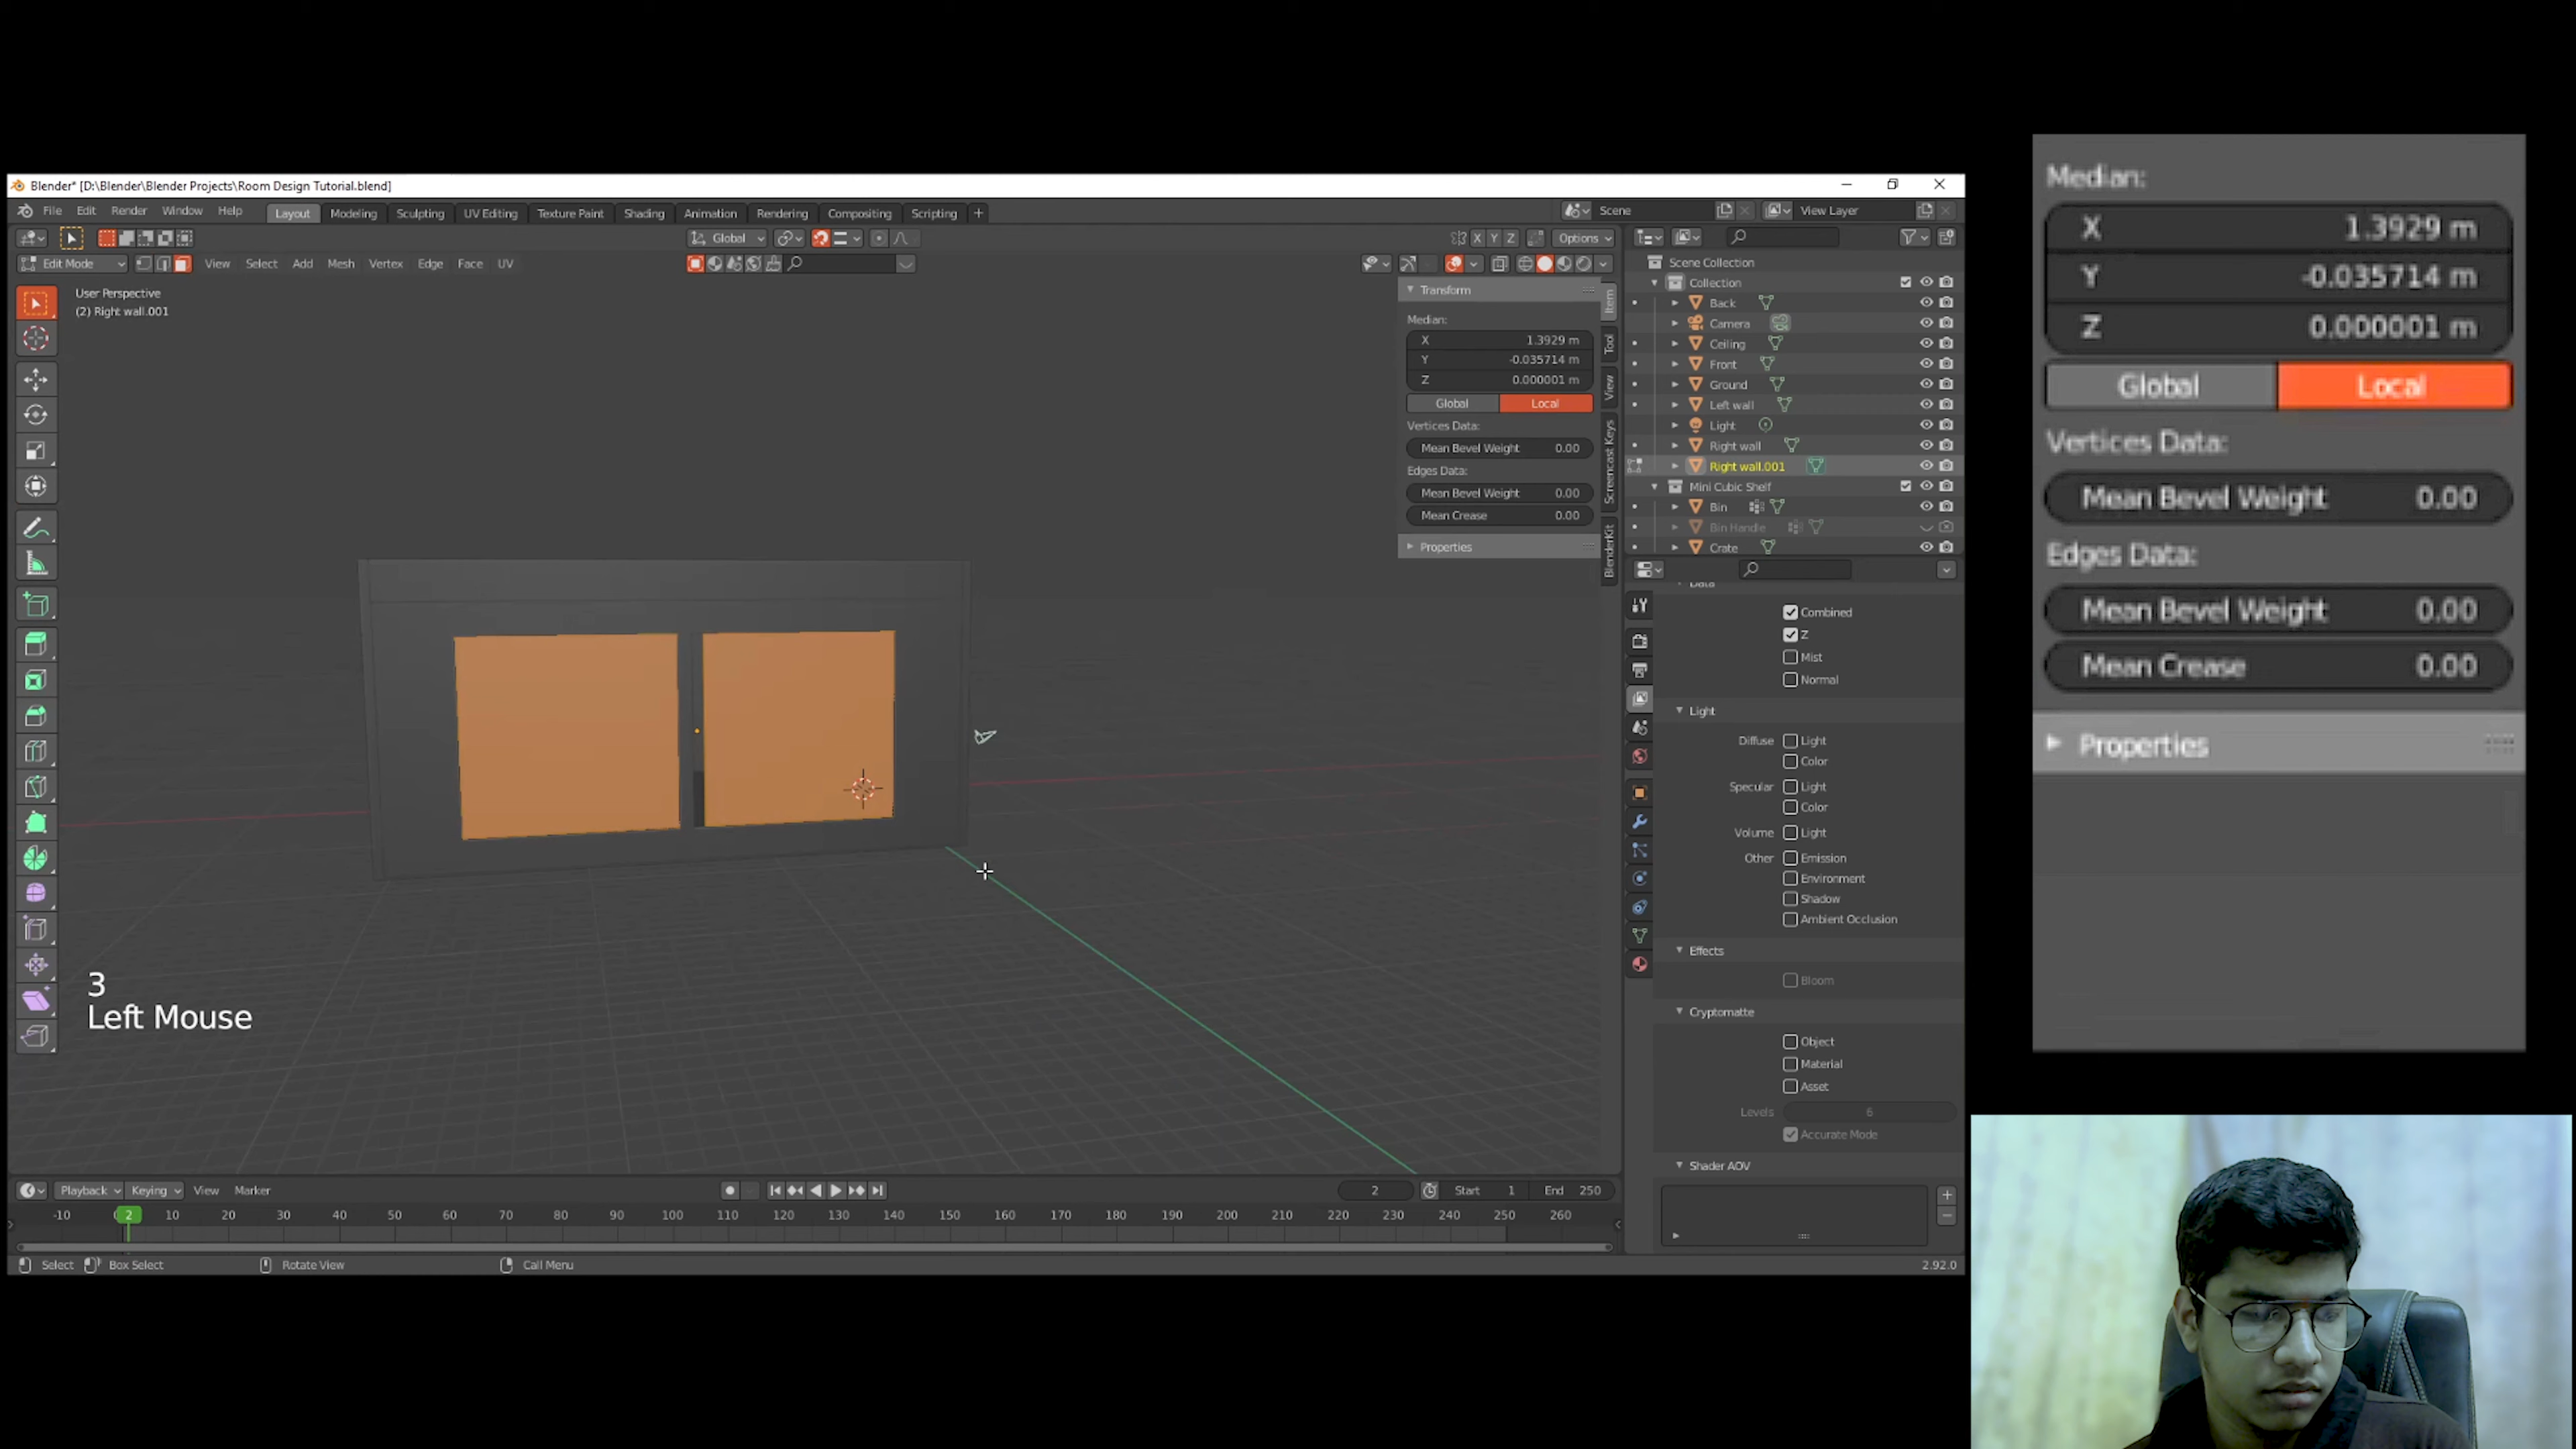 Blender* [D:\Blender\Blender Projects\Room Design Tutorial.blend]
File Edit Render Window Help Layout Modeling Sculpting UV Editing Texture Paint Shading Animation Rendering Compositing Scripting +
Scene View Layer
Global X Y Z Options
Edit Mode View Select Add Mesh Vertex Edge Face UV
User Perspective
(2) Right wall.001
Transform
Median:
X 1.3929 m
Y -0.035714 m
Z 0.000001 m
Global Local
Vertices Data:
Mean Bevel Weight 0.00
Edges Data:
Mean Bevel Weight 0.00
Mean Crease 0.00
Properties
Item
Tool
View
Screencast Keys
BlenderKit
Scene Collection
Collection
Back
Camera
Ceiling
Front
Ground
Left wall
Light
Right wall
Right wall.001
Mini Cubic Shelf
Bin
Bin Handle
Crate
Data
Combined
Z
Mist
Normal
Light
Diffuse Light
Color
Specular Light
Color
Volume Light
Other Emission
Environment
Shadow
Ambient Occlusion
Effects
Bloom
Cryptomatte
Object
Material
Asset
Levels 6
Accurate Mode
Shader AOV
3
Left Mouse
Playback Keying View Marker 2 Start 1 End 250
-10 2 10 20 30 40 50 60 70 80 90 100 110 120 130 140 150 160 170 180 190 200 210 220 230 240 250 260
Select Box Select Rotate View Call Menu 2.92.0
Median:
X 1.3929 m
Y -0.035714 m
Z 0.000001 m
Global Local
Vertices Data:
Mean Bevel Weight 0.00
Edges Data:
Mean Bevel Weight 0.00
Mean Crease 0.00
Properties